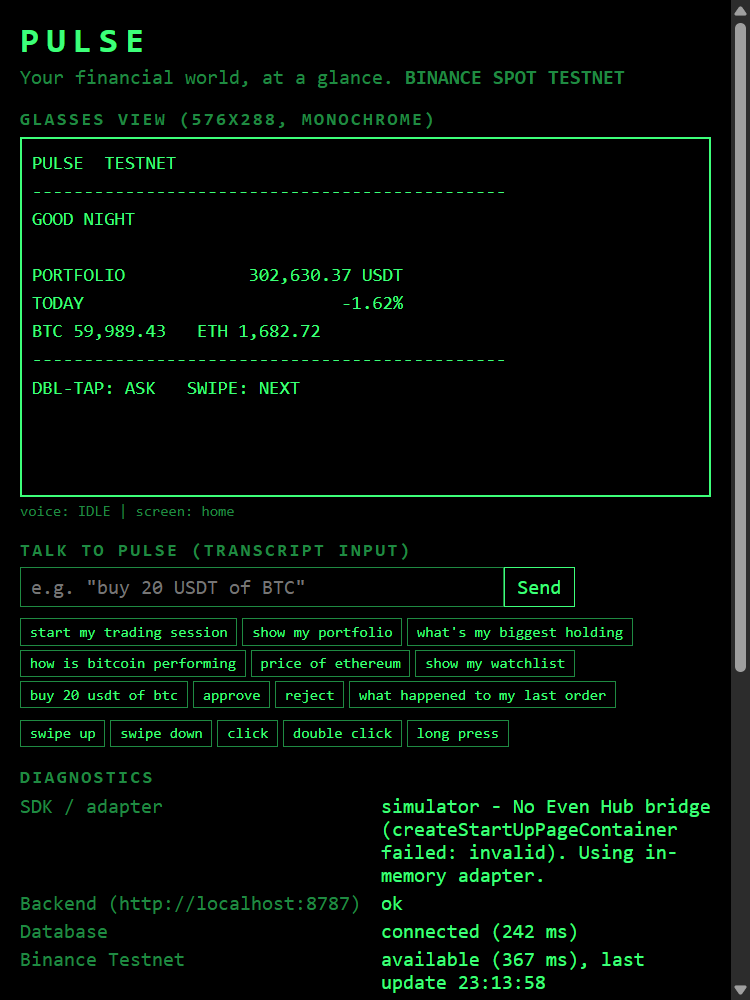 PULSE
Your financial world, at a glance. BINANCE SPOT TESTNET
GLASSES VIEW (576X288, MONOCHROME)
PULSE  TESTNET
----------------------------------------------
GOOD NIGHT
PORTFOLIO            302,630.37 USDT
TODAY                         -1.62%
BTC 59,989.43   ETH 1,682.72
----------------------------------------------
DBL-TAP: ASK   SWIPE: NEXT
voice: IDLE | screen: home
TALK TO PULSE (TRANSCRIPT INPUT)
e.g. "buy 20 USDT of BTC" Send
start my trading session show my portfolio what's my biggest holding
how is bitcoin performing price of ethereum show my watchlist
buy 20 usdt of btc approve reject what happened to my last order
swipe up swipe down click double click long press
DIAGNOSTICS
SDK / adapter simulator - No Even Hub bridge
(createStartUpPageContainer
failed: invalid). Using in-
memory adapter.
Backend (http://localhost:8787) ok
Database connected (242 ms)
Binance Testnet available (367 ms), last
update 23:13:58